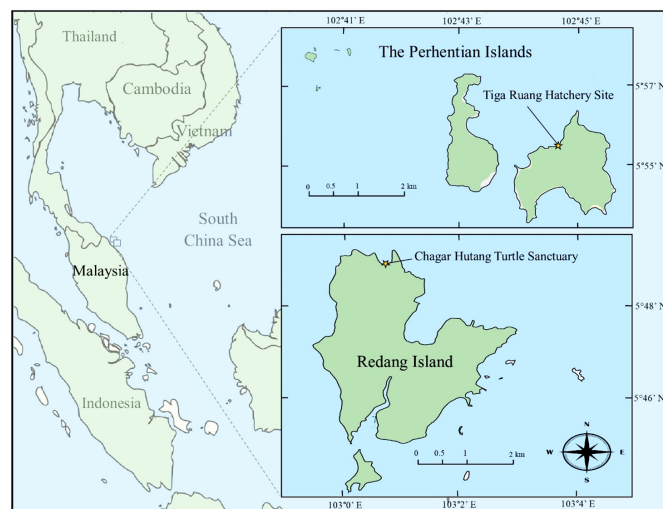 102°41' E
102°43' E
102°45' E
Thailand
Cambodia
Vietnam
South
China Sea
Malaysia
Indonesia
The Perhentian Islands
Tiga Ruang Hatchery Site
5°57' N
5°55' N
0 0.5 1 2 km
Chagar Hutang Turtle Sanctuary
5°48' N
Redang Island
5°46' N
0 0.5 1 2 km
N
W E
S
103°0' E
103°2' E
103°4' E